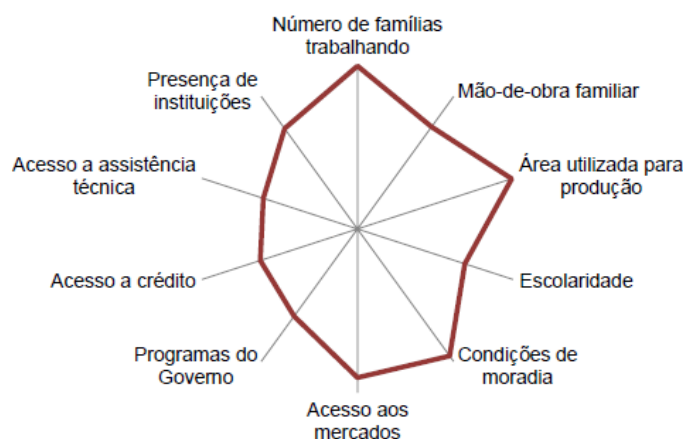 Número de famílias
trabalhando
Mão-de-obra familiar
Área utilizada para
produção
Escolaridade
Condições de
moradia
Acesso aos
mercados
Programas do
Governo
Acesso a crédito
Acesso a assistência
técnica
Presença de
instituições